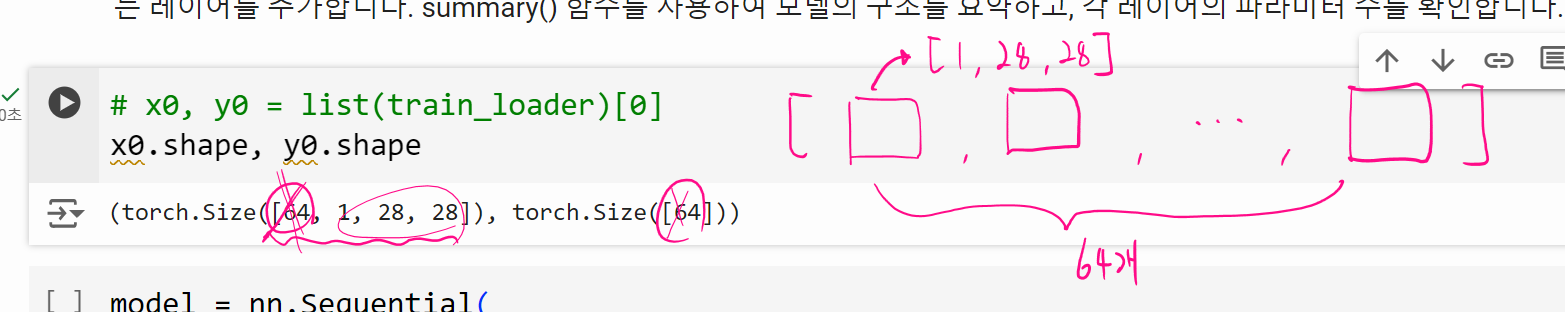 는 레이어를 추가합니다. summary() 함수를 사용하여 모델의 구조를 요약하고, 각 레이어의 파라미터 수를 확인합니다.
[1, 28, 28]
0초
# x0, y0 = list(train_loader)[0]
x0.shape, y0.shape
[ , , ... , ]
(torch.Size([64, 1, 28, 28]), torch.Size([64]))
64개
[ ] model = nn.Sequential(